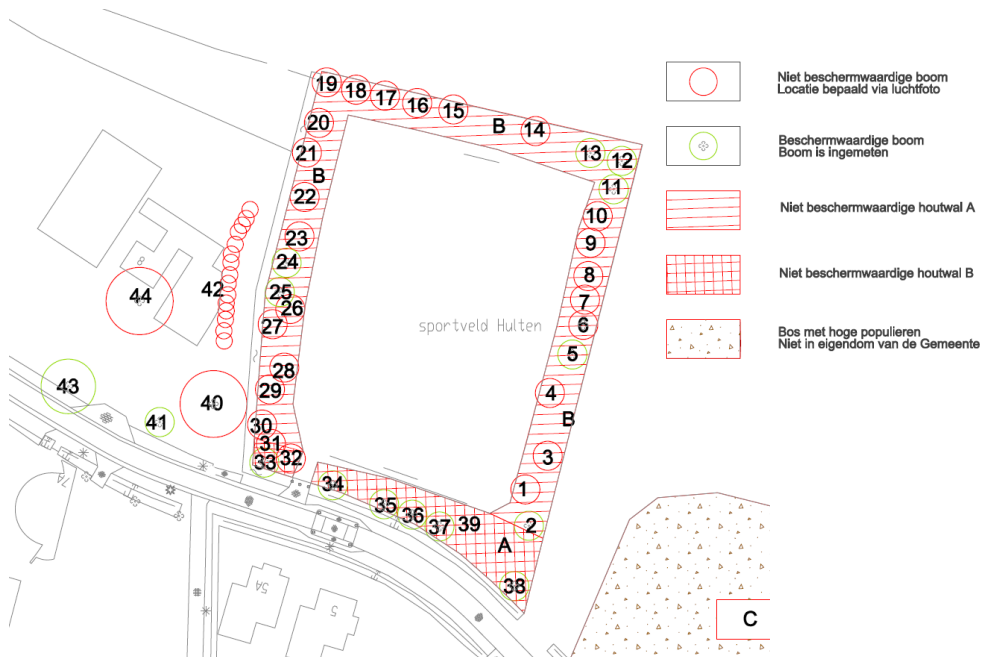 19
18
17
16
15
14
B
13
12
11
20
21
B
22
23
24
25
26
27
28
29
30
31
32
33
10
9
8
7
6
5
4
B
3
1
2
sportveld Hulten
8
42
44
43
41
40
34
35
36
37
39
A
38
7A
5A
5
C
Niet beschermwaardige boom
Locatie bepaald via luchtfoto
Beschermwaardige boom
Boom is ingemeten
Niet beschermwaardige houtwal A
Niet beschermwaardige houtwal B
Bos met hoge populieren
Niet in eigendom van de Gemeente